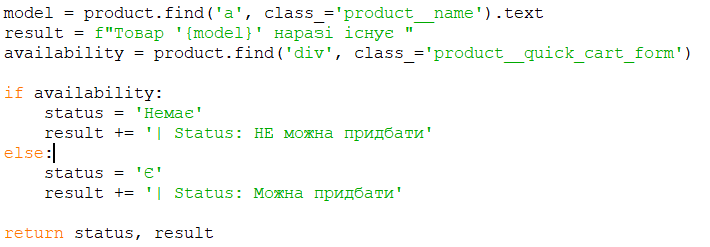 model = product.find('a', class_='product__name').text
result = f"Товар '{model}' наразі існує "
availability = product.find('div', class_='product__quick_cart_form')
if availability:
    status = 'Немає'
    result += '| Status: НЕ можна придбати'
else:
    status = 'Є'
    result += '| Status: Можна придбати'
return status, result